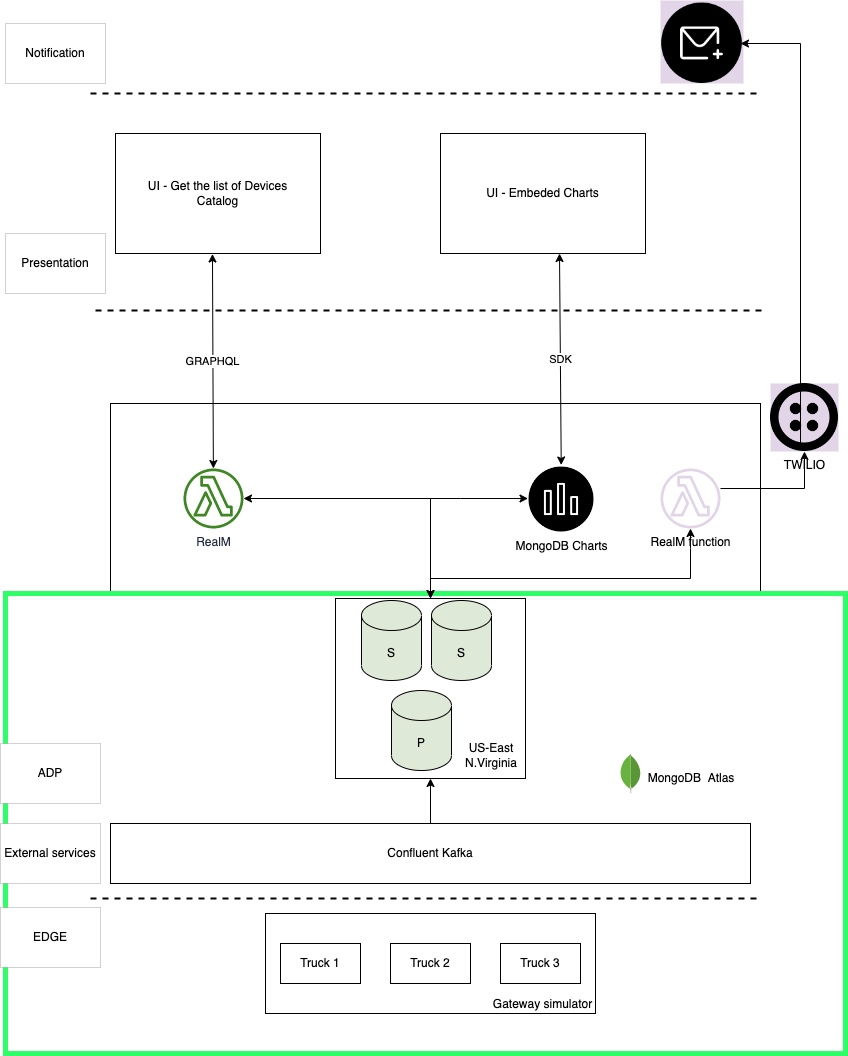 Notification
UI - Get the list of Devices
Catalog
UI - Embeded Charts
Presentation
GRAPHQL
SDK
TWILIO
RealM
MongoDB Charts
RealM function
S
S
P
US-East
N.Virginia
ADP
MongoDB Atlas
External services
Confluent Kafka
EDGE
Truck 1
Truck 2
Truck 3
Gateway simulator